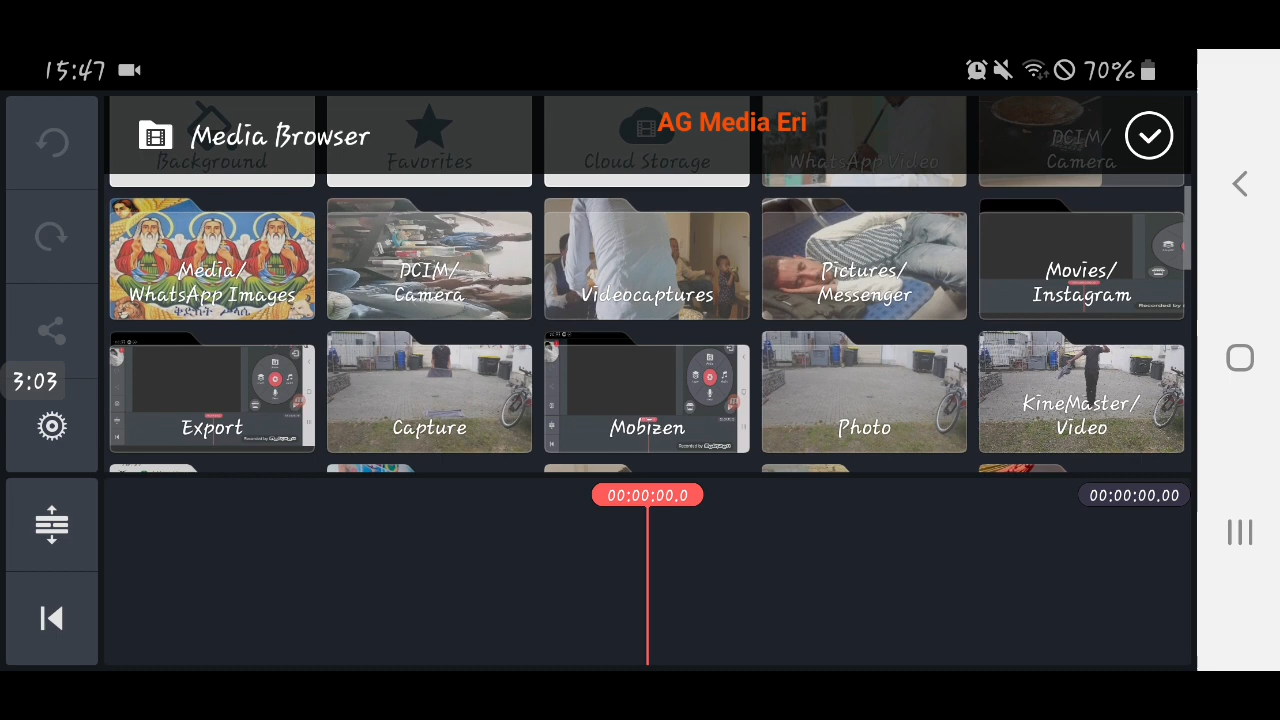 15:47
70%
Media Browser
AG Media Eri
Background
Favorites
Cloud Storage
WhatsApp Video
DCIM/
Camera
Media/
WhatsApp Images
DCIM/
Camera
Videocaptures
Pictures/
Messenger
Movies/
Instagram
Export
Capture
Mobizen
Photo
KineMaster/
Video
3:03
00:00:00.0
00:00:00.00